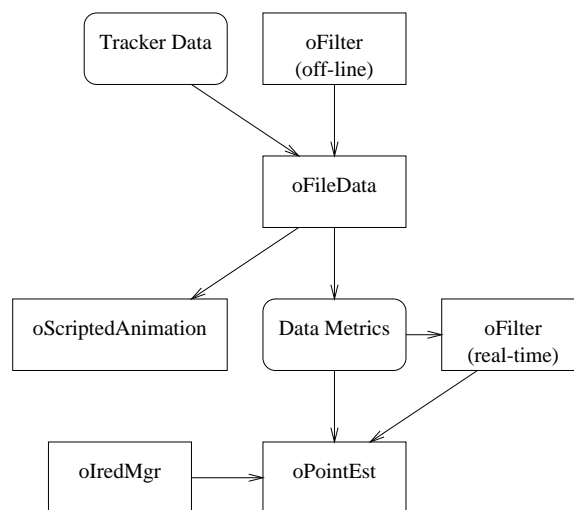 Tracker Data
oFilter
(off-line)
oFileData
oScriptedAnimation
Data Metrics
oFilter
(real-time)
oIredMgr
oPointEst